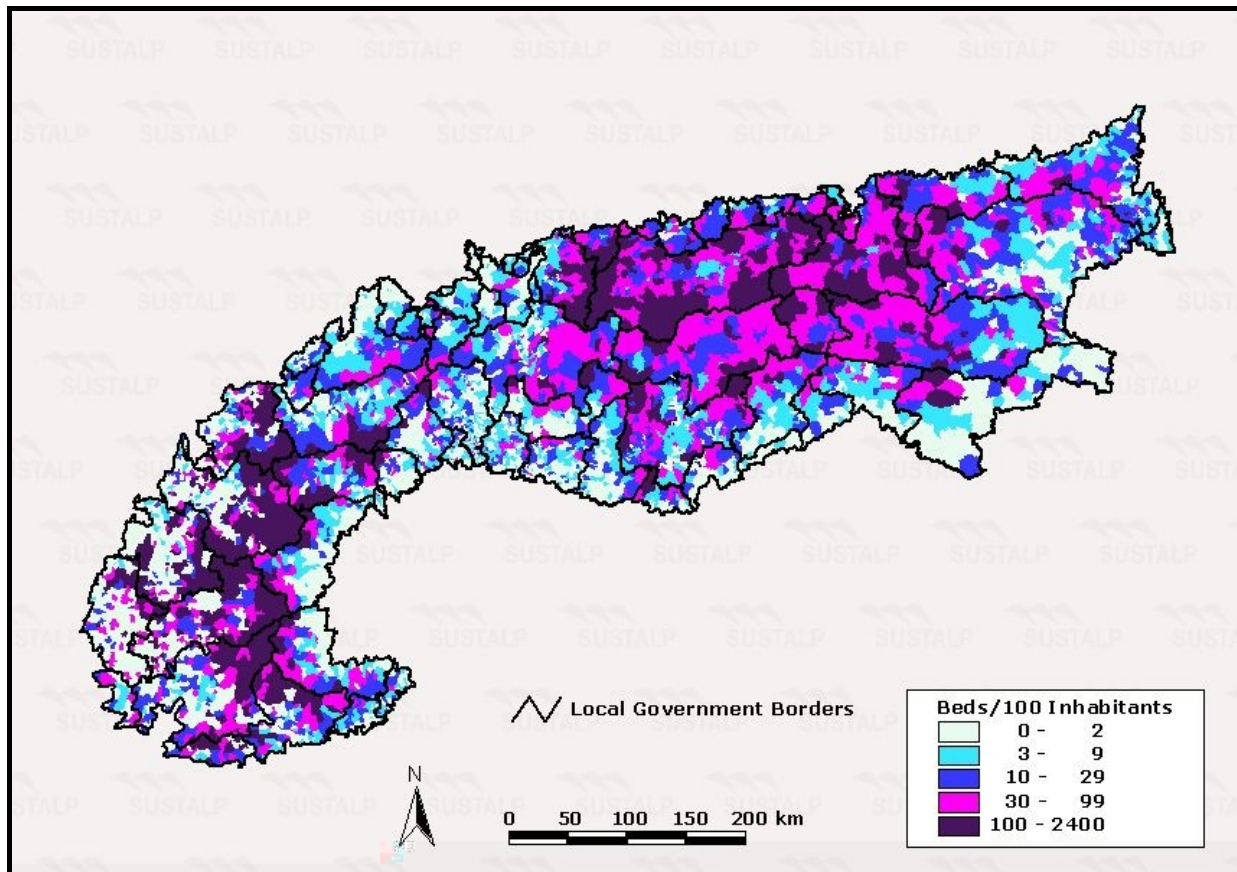 SUSTALP
Local Government Borders
Beds/100 Inhabitants
0 - 2
3 - 9
10 - 29
30 - 99
100 - 2400
N
0 50 100 150 200 km